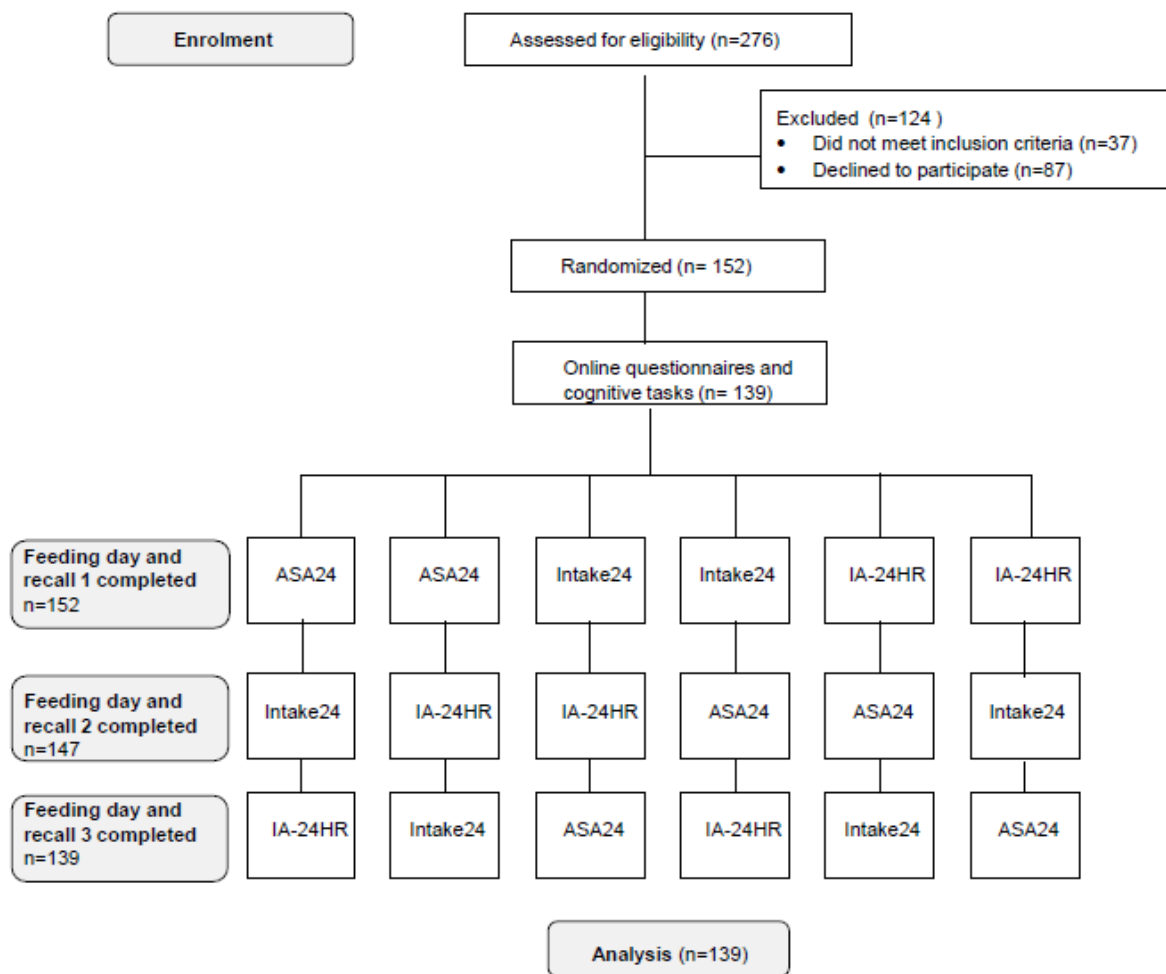 Enrolment
Assessed for eligibility (n=276)
Excluded (n=124 )
• Did not meet inclusion criteria (n=37)
• Declined to participate (n=87)
Randomized (n= 152)
Online questionnaires and
cognitive tasks (n= 139)
Feeding day and
recall 1 completed
n=152
ASA24
ASA24
Intake24
Intake24
IA-24HR
IA-24HR
Feeding day and
recall 2 completed
n=147
Intake24
IA-24HR
IA-24HR
ASA24
ASA24
Intake24
Feeding day and
recall 3 completed
n=139
IA-24HR
Intake24
ASA24
IA-24HR
Intake24
ASA24
Analysis (n=139)